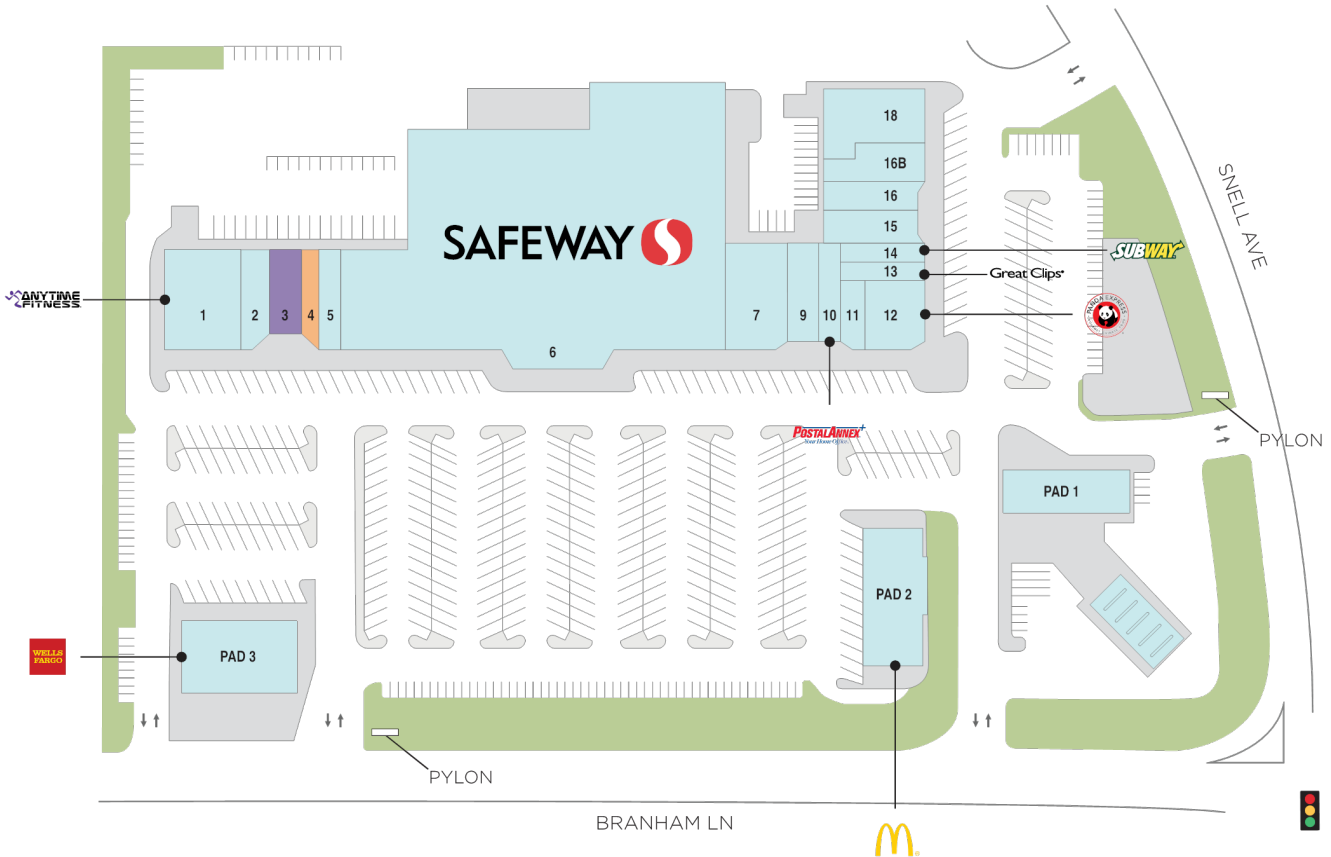 18
16B
16
15
14
13
SUBWAY
Great Clips
SNELL AVE
SAFEWAY
ANYTIME
FITNESS
1
2
3
4
5
6
7
9
10
11
12
PANDA EXPRESS
POSTALANNEX+
Your Home Office
PYLON
PAD 1
PAD 2
WELLS
FARGO
PAD 3
PYLON
BRANHAM LN